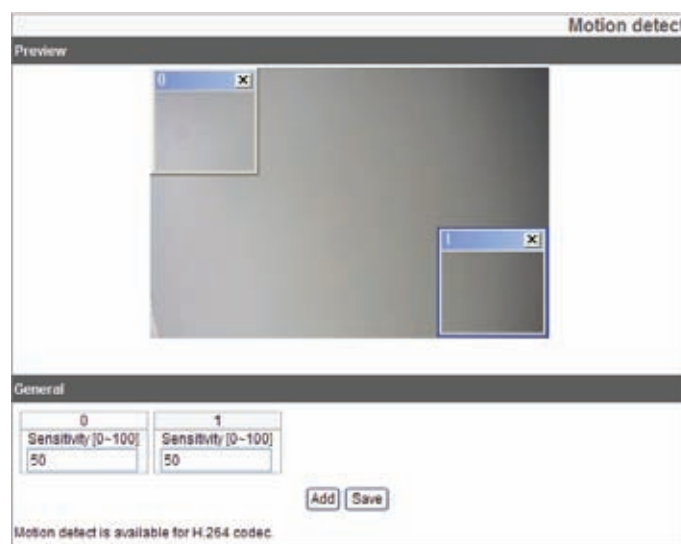 Motion detect
Preview
0
1
General
0 1
Sensitivity [0~100] Sensitivity [0~100]
50 50
Add Save
Motion detect is available for H.264 codec.